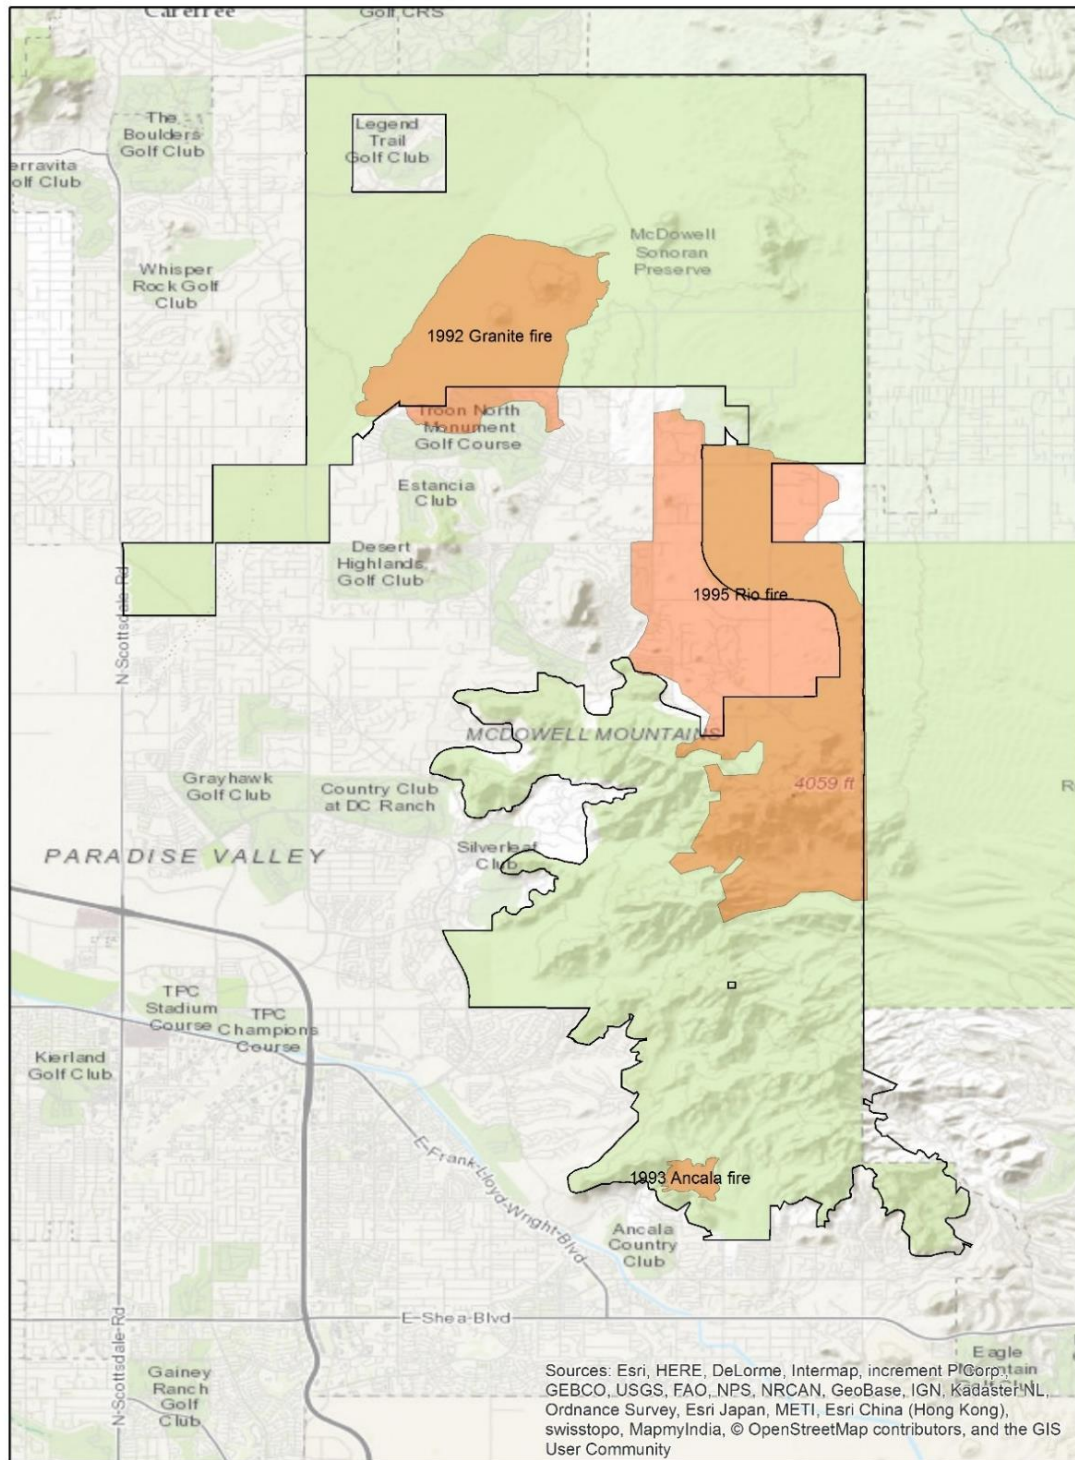 Carefree
Golf CRS
The
Boulders
Golf Club
Legend
Trail
Golf Club
erravita
olf Club
McDowell
Sonoran
Preserve
Whisper
Rock Golf
Club
1992 Granite fire
Troon North
Monument
Golf Course
Estancia
Club
Desert
Highlands
Golf Club
N-Scottsdale-Rd
1995 Rio fire
MCDOWELL MOUNTAINS
Grayhawk
Golf Club
Country Club
at DC Ranch
4059 ft
R
Silverleaf
Club
PARADISE VALLEY
TPC
Stadium
Course
TPC
Champions
Course
Kierland
Golf Club
E-Frank-Lloyd-Wright-Blvd
1993 Ancala fire
Ancala
Country
Club
E-Shea-Blvd
N-Scottsdale-Rd
Gainey
Ranch
Golf
Club
Eagle
Mountain
Golf Club
Sources: Esri, HERE, DeLorme, Intermap, increment P Corp.,
GEBCO, USGS, FAO, NPS, NRCAN, GeoBase, IGN, Kadaster NL,
Ordnance Survey, Esri Japan, METI, Esri China (Hong Kong),
swisstopo, MapmyIndia, © OpenStreetMap contributors, and the GIS
User Community